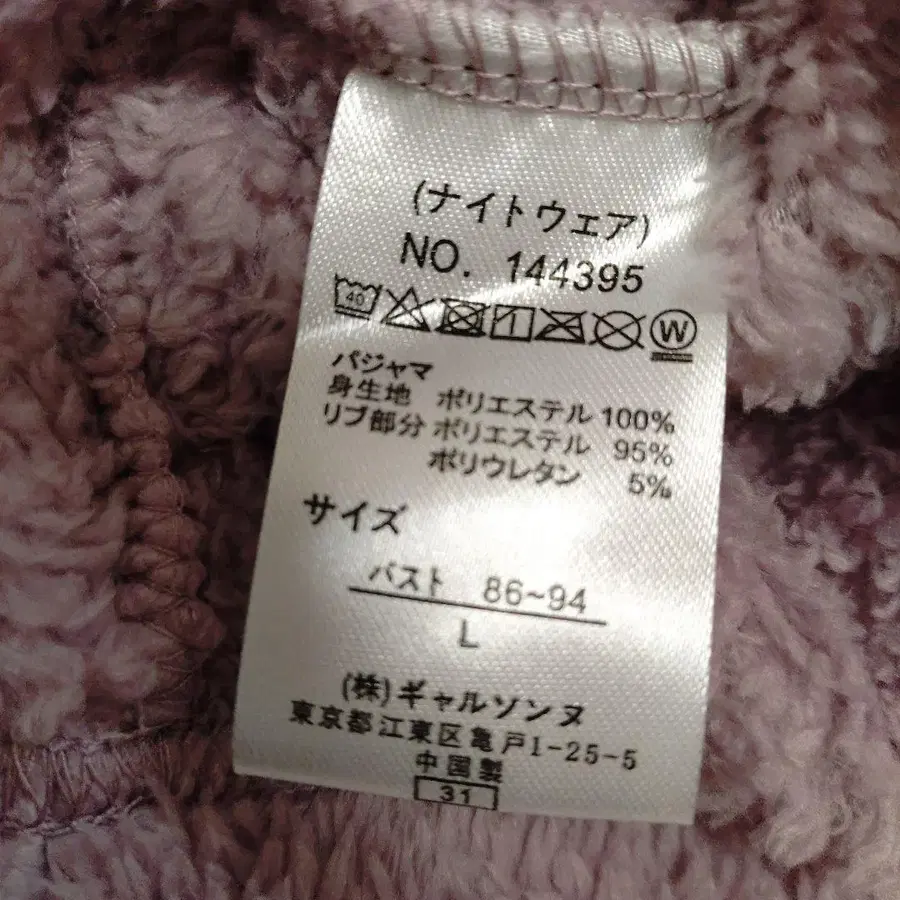 (ナイトウェア)
NO. 144395
40 W
パジャマ
身生地 ポリエステル 100%
リブ部分 ポリエステル 95%
ポリウレタン 5%
サイズ
バスト 86~94
L
(株)ギャルソンヌ
東京都江東区亀戸1-25-5
中国製
31